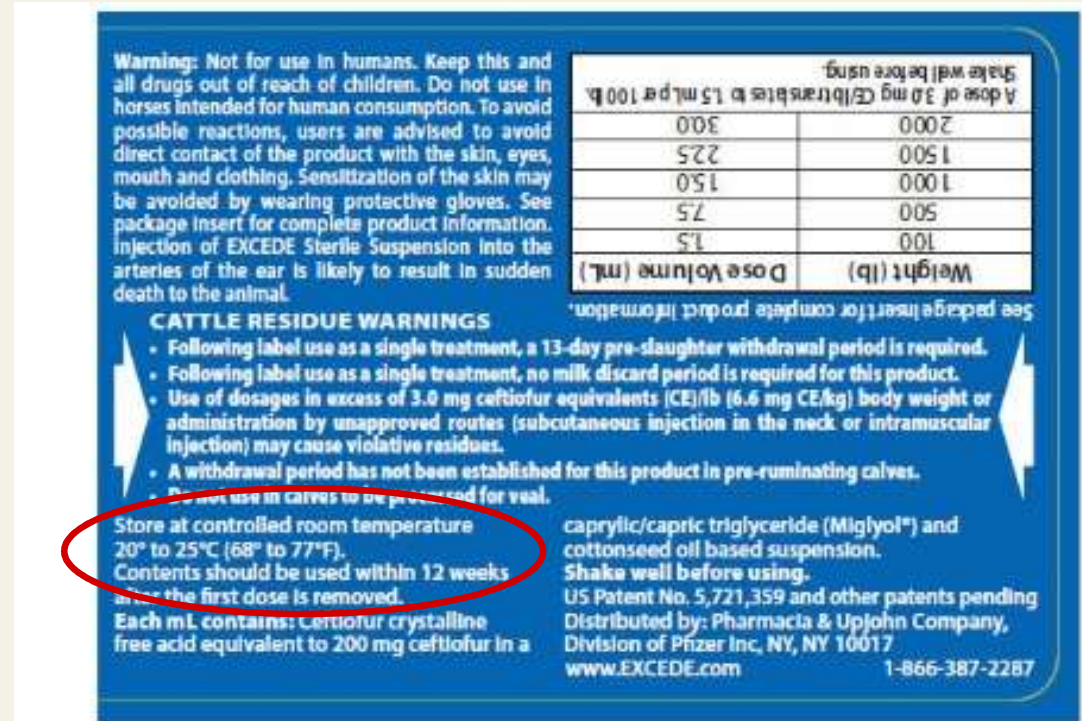 Warning: Not for use in humans. Keep this and
all drugs out of reach of children. Do not use in
horses intended for human consumption. To avoid
possible reactions, users are advised to avoid
direct contact of the product with the skin, eyes,
mouth and clothing. Sensitization of the skin may
be avoided by wearing protective gloves. See
package insert for complete product information.
Injection of EXCEDE Sterile Suspension into the
arteries of the ear is likely to result in sudden
death to the animal.
See package insert for complete product information.
Weight (lb) Dose Volume (mL)
100 1.5
500 7.5
1000 15.0
1500 22.5
2000 30.0
A dose of 3.0 mg CE/lb translates to 1.5 mL per 100 lb.
Shake well before using.
CATTLE RESIDUE WARNINGS
• Following label use as a single treatment, a 13-day pre-slaughter withdrawal period is required.
• Following label use as a single treatment, no milk discard period is required for this product.
• Use of dosages in excess of 3.0 mg ceftiofur equivalents (CE)/lb (6.6 mg CE/kg) body weight or
administration by unapproved routes (subcutaneous injection in the neck or intramuscular
injection) may cause violative residues.
• A withdrawal period has not been established for this product in pre-ruminating calves.
• Do not use in calves to be processed for veal.
Store at controlled room temperature
20° to 25°C (68° to 77°F).
Contents should be used within 12 weeks
after the first dose is removed.
Each mL contains: Ceftiofur crystalline
free acid equivalent to 200 mg ceftiofur in a
caprylic/capric triglyceride (Miglyol®) and
cottonseed oil based suspension.
Shake well before using.
US Patent No. 5,721,359 and other patents pending
Distributed by: Pharmacia & Upjohn Company,
Division of Pfizer Inc, NY, NY 10017
www.EXCEDE.com 1-866-387-2287